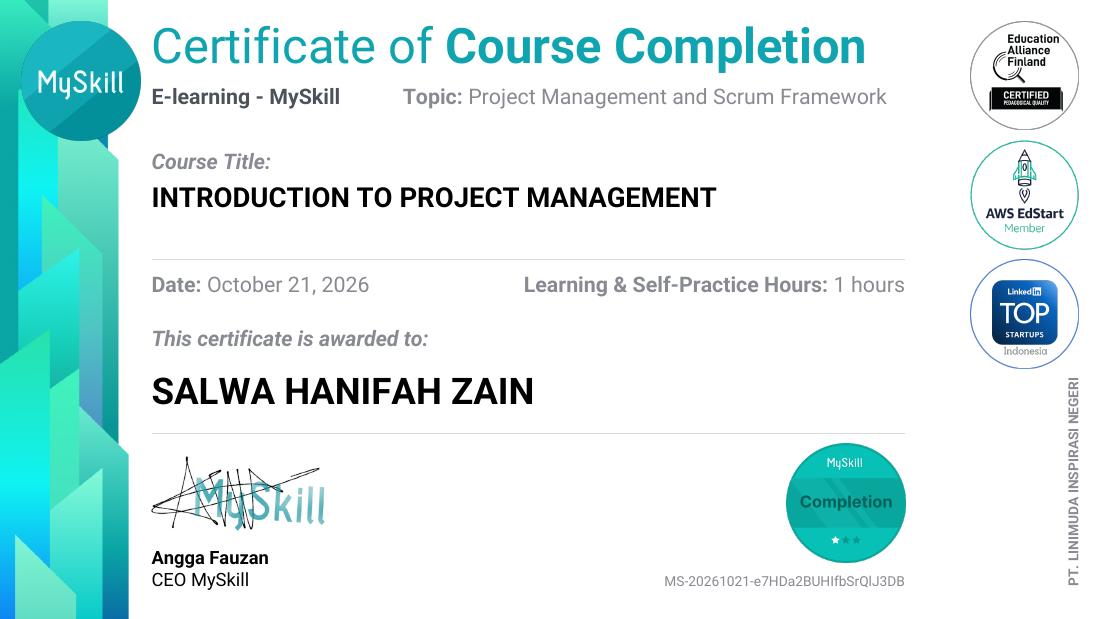 MySkill
Certificate of Course Completion
E-learning - MySkill Topic: Project Management and Scrum Framework
Course Title:
INTRODUCTION TO PROJECT MANAGEMENT
Date: October 21, 2026 Learning & Self-Practice Hours: 1 hours
This certificate is awarded to:
SALWA HANIFAH ZAIN
MySkill
Angga Fauzan
CEO MySkill
MySkill
Completion
MS-20261021-e7HDa2BUHIfbSrQlJ3DB
Education
Alliance
Finland
CERTIFIED
PEDAGOGICAL QUALITY
AWS EdStart
Member
LinkedIn
TOP
STARTUPS
Indonesia
PT. LINIMUDA INSPIRASI NEGERI